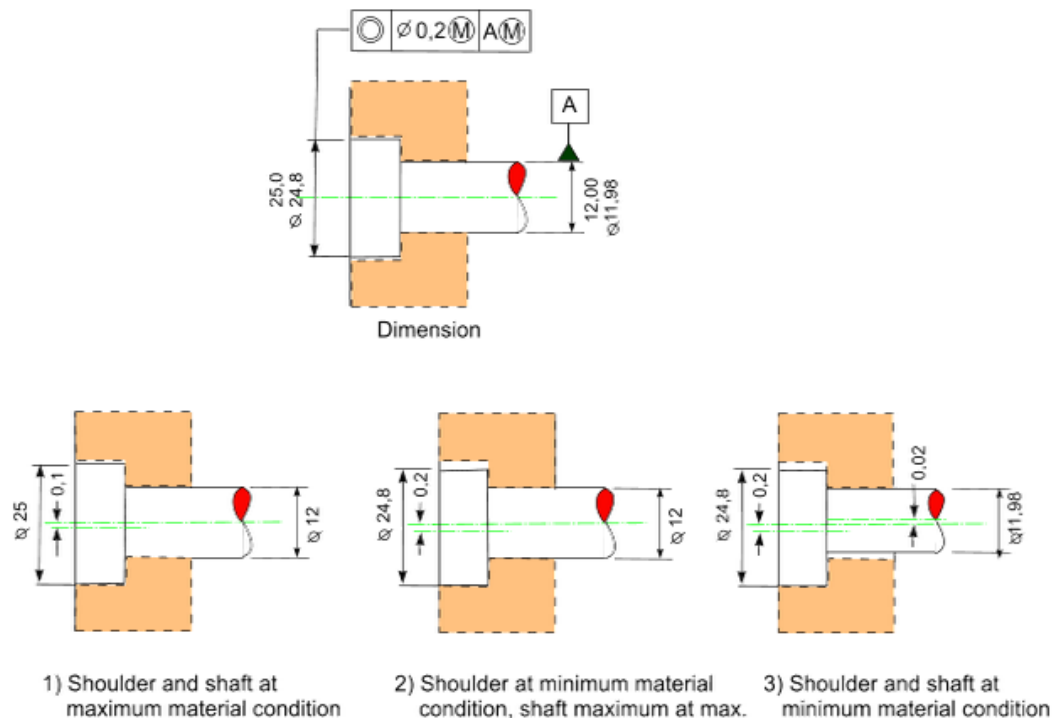 ⌀ 0,2 Ⓜ A Ⓜ
A
25,0
⌀ 24,8
12,00
⌀11,98
Dimension
⌀ 25
0,1
⌀ 12
⌀ 24,8
0,2
⌀ 12
⌀ 24,8
0,2
0,02
⌀11,98
1) Shoulder and shaft at
maximum material condition
2) Shoulder at minimum material
condition, shaft maximum at max.
3) Shoulder and shaft at
minimum material condition